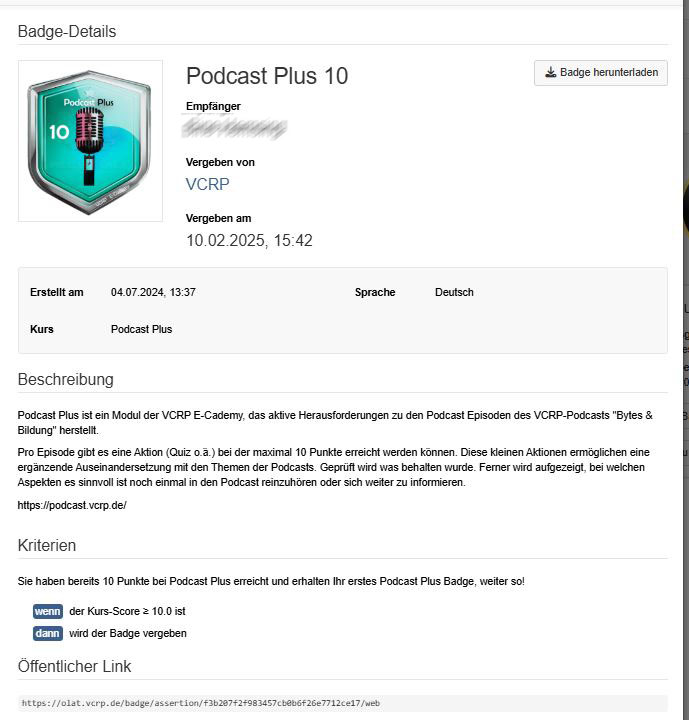 Badge-Details
Podcast Plus
10
Podcast Plus 10
Badge herunterladen
Empfänger
Vergeben von
VCRP
Vergeben am
10.02.2025, 15:42
Erstellt am 04.07.2024, 13:37 Sprache Deutsch
Kurs Podcast Plus
Beschreibung
Podcast Plus ist ein Modul der VCRP E-Cademy, das aktive Herausforderungen zu den Podcast Episoden des VCRP-Podcasts "Bytes &
Bildung" herstellt.
Pro Episode gibt es eine Aktion (Quiz o.ä.) bei der maximal 10 Punkte erreicht werden können. Diese kleinen Aktionen ermöglichen eine
ergänzende Auseinandersetzung mit den Themen der Podcasts. Geprüft wird was behalten wurde. Ferner wird aufgezeigt, bei welchen
Aspekten es sinnvoll ist noch einmal in den Podcast reinzuhören oder sich weiter zu informieren.
https://podcast.vcrp.de/
Kriterien
Sie haben bereits 10 Punkte bei Podcast Plus erreicht und erhalten Ihr erstes Podcast Plus Badge, weiter so!
wenn der Kurs-Score ≥ 10.0 ist
dann wird der Badge vergeben
Öffentlicher Link
https://olat.vcrp.de/badge/assertion/f3b207f2f983457cb0b6f26e7712ce17/web